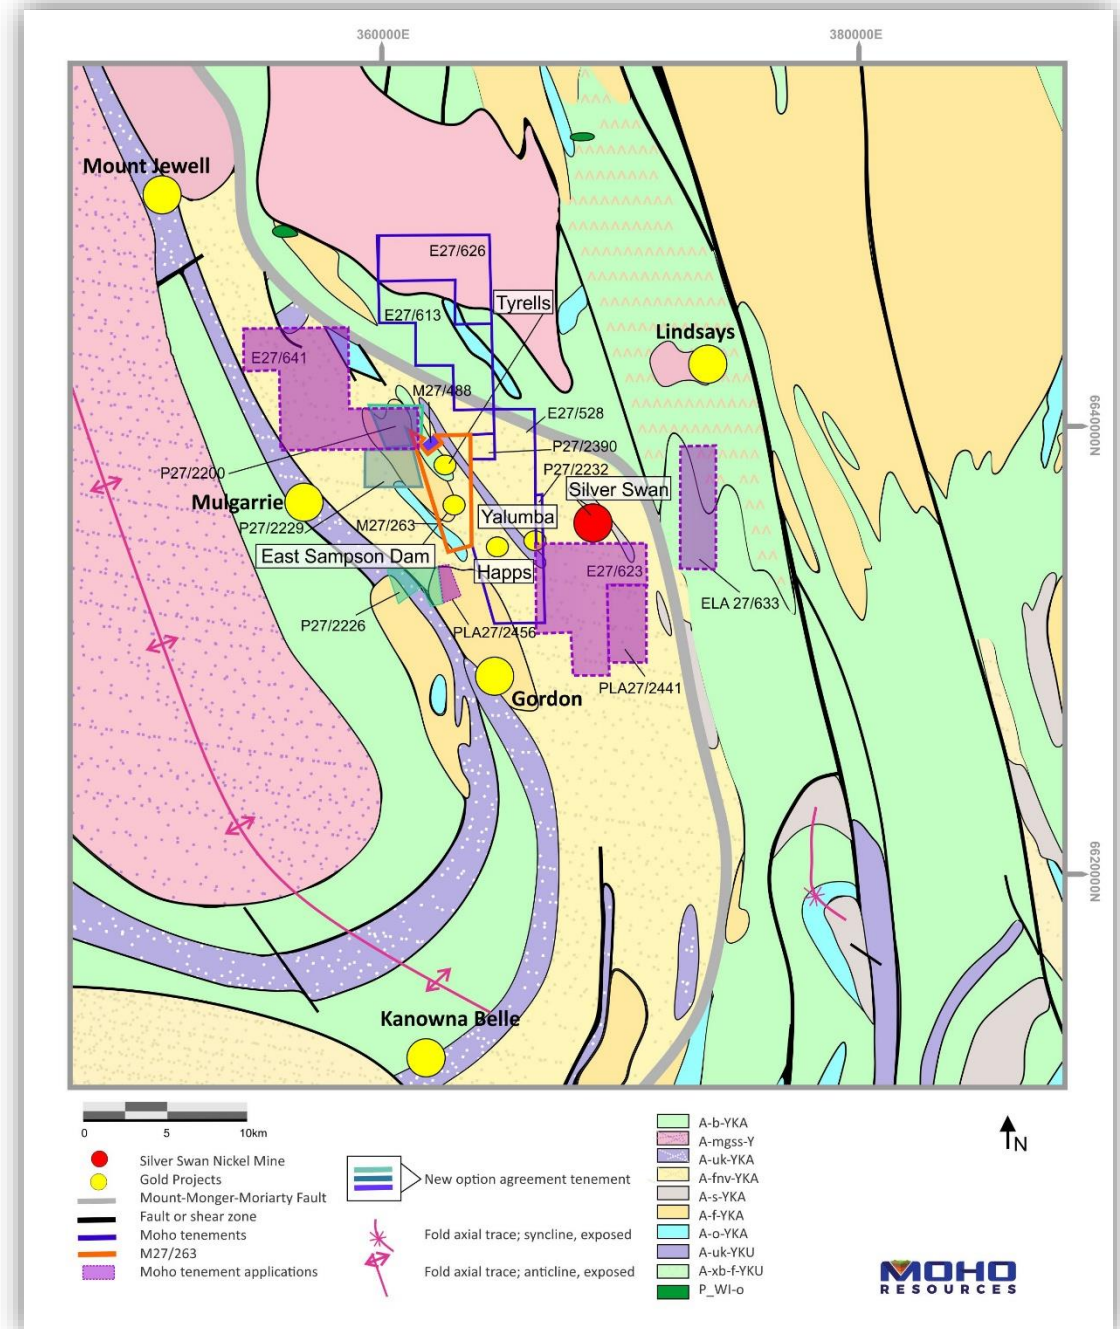 360000E
380000E
Mount Jewell
E27/626
Tyrells
E27/613
Lindsays
E27/641
M27/488
E27/528
6640000N
P27/2390
P27/2200
P27/2232
Silver Swan
Mulgarrie
P27/2229
M27/263
Yalumba
East Sampson Dam
Happs
E27/623
ELA 27/633
P27/2226
PLA27/2456
PLA27/2441
Gordon
6620000N
Kanowna Belle
0 5 10km
N
Silver Swan Nickel Mine
Gold Projects
Mount-Monger-Moriarty Fault
Fault or shear zone
Moho tenements
M27/263
Moho tenement applications
New option agreement tenement
Fold axial trace; syncline, exposed
Fold axial trace; anticline, exposed
A-b-YKA
A-mgss-Y
A-uk-YKA
A-fnv-YKA
A-s-YKA
A-f-YKA
A-o-YKA
A-uk-YKU
A-xb-f-YKU
P_WI-o
MOHO
RESOURCES